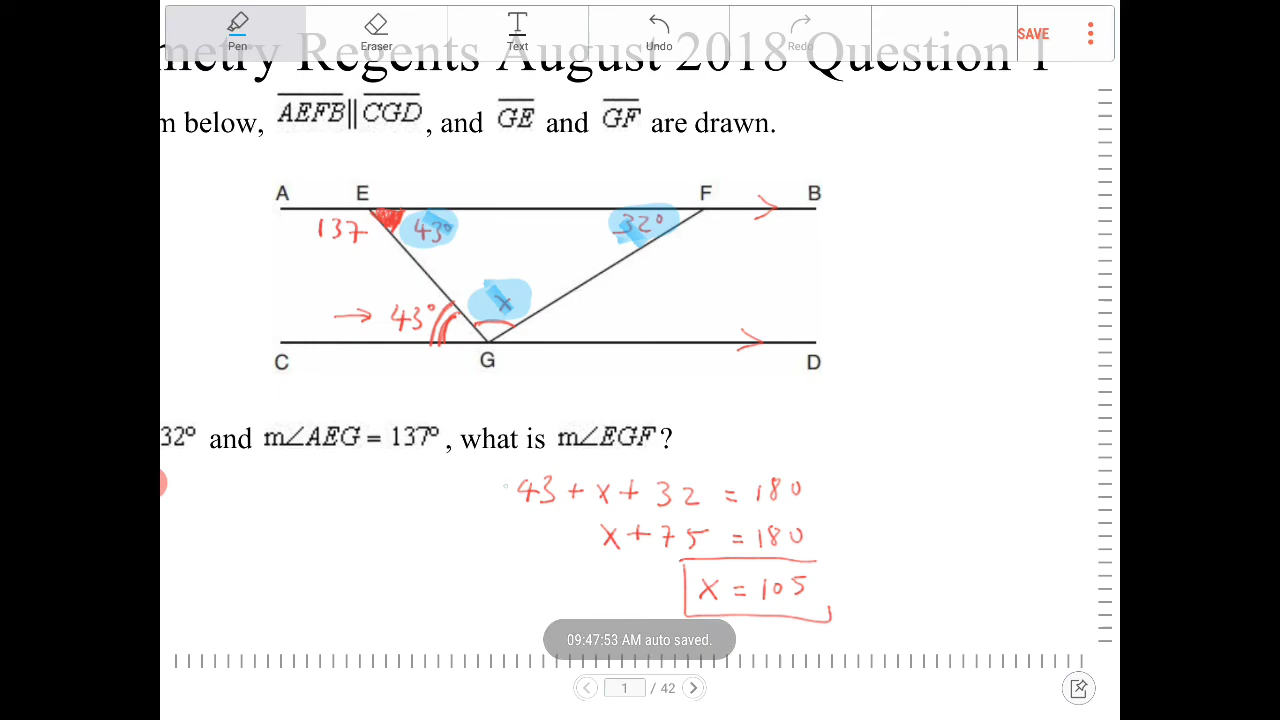 Pen Eraser Text Undo Redo SAVE
metry Regents August 2018 Question 1
m below, AEFB || CGD, and GE and GF are drawn.
A E F B
137 43° 32°
x
→ 43°
C G D
32° and m∠AEG = 137°, what is m∠EGF?
43 + x + 32 = 180
x + 75 = 180
x = 105
09:47:53 AM auto saved.
1 / 42